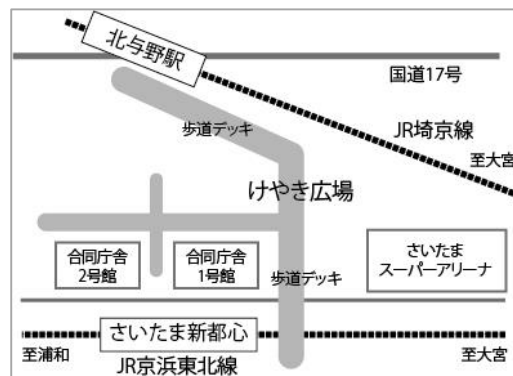 北与野駅
国道17号
歩道デッキ
JR埼京線
至大宮
けやき広場
合同庁舎
2号館
合同庁舎
1号館
歩道デッキ
さいたま
スーパーアリーナ
さいたま新都心
至浦和
JR京浜東北線
至大宮